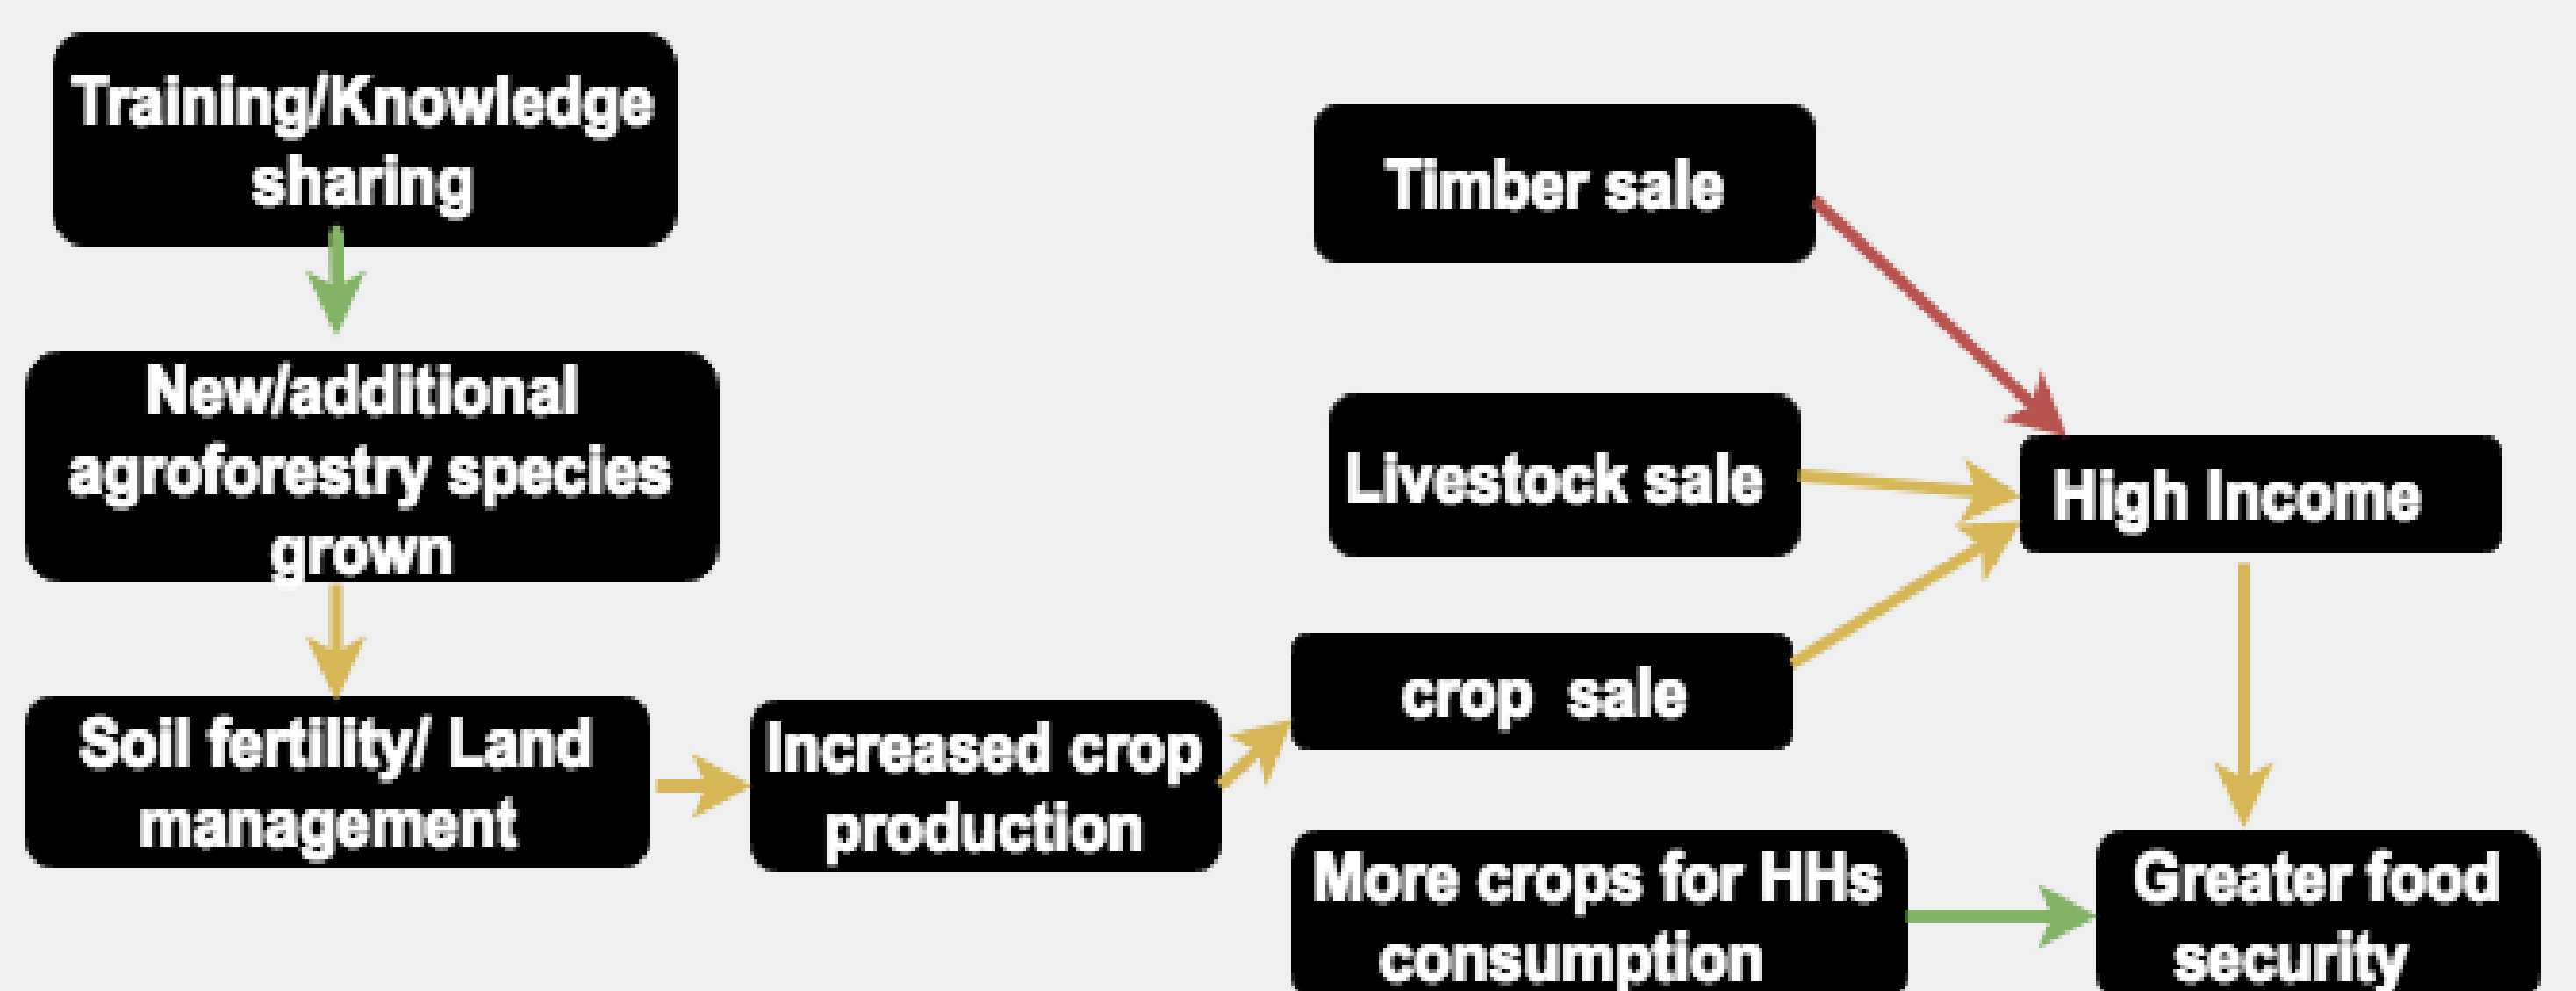 Training/Knowledge
sharing
New/additional
agroforestry species
grown
Soil fertility/ Land
management
Increased crop
production
Timber sale
Livestock sale
crop sale
More crops for HHs
consumption
High Income
Greater food
security